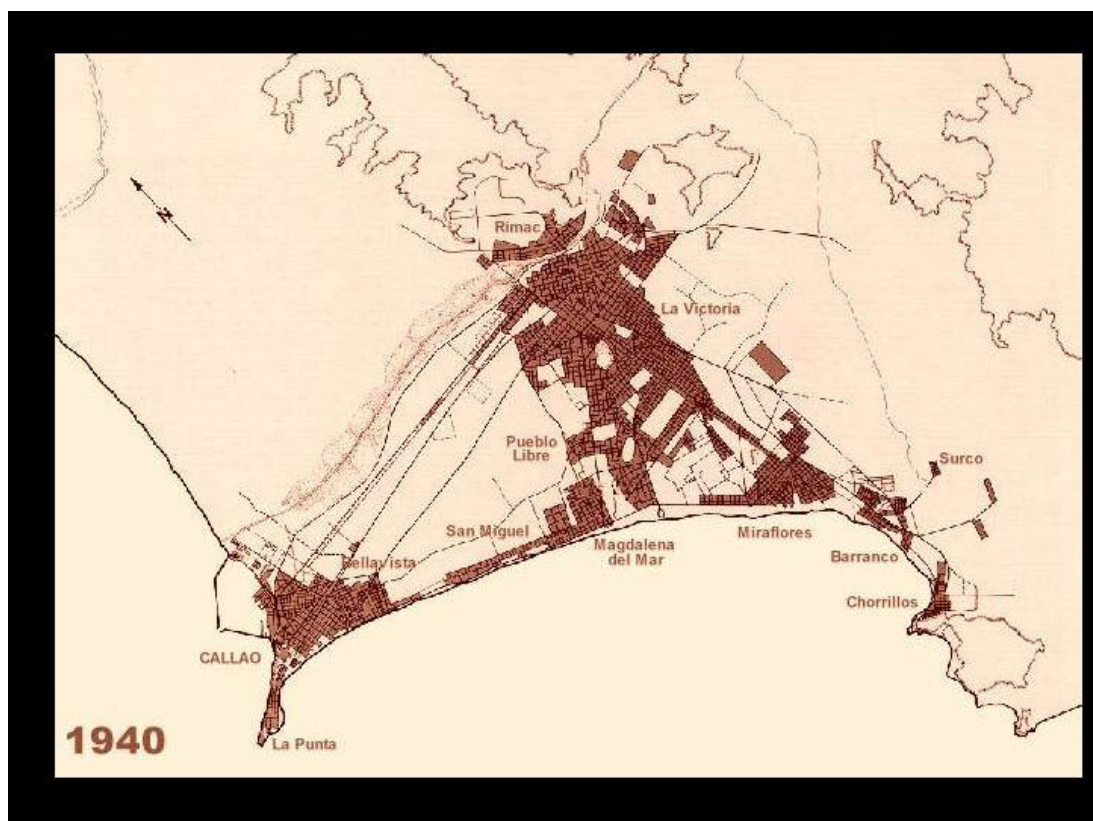 N
Rimac
La Victoria
Pueblo
Libre
Surco
San Miguel
Magdalena
del Mar
Miraflores
Barranco
Bellavista
Chorrillos
CALLAO
1940
La Punta